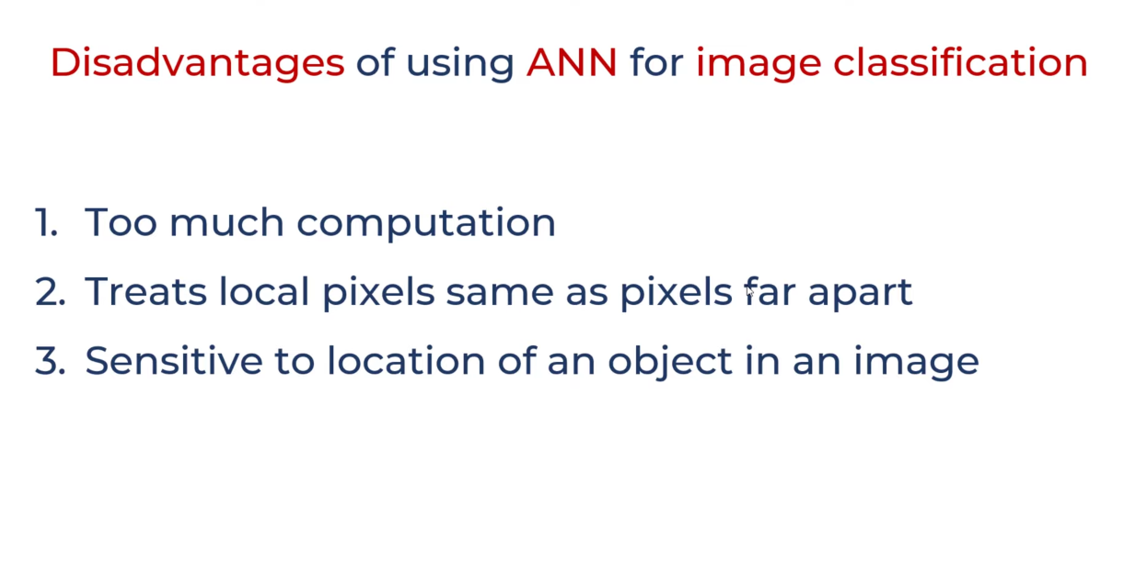 Disadvantages of using ANN for image classification
1. Too much computation
2. Treats local pixels same as pixels far apart
3. Sensitive to location of an object in an image